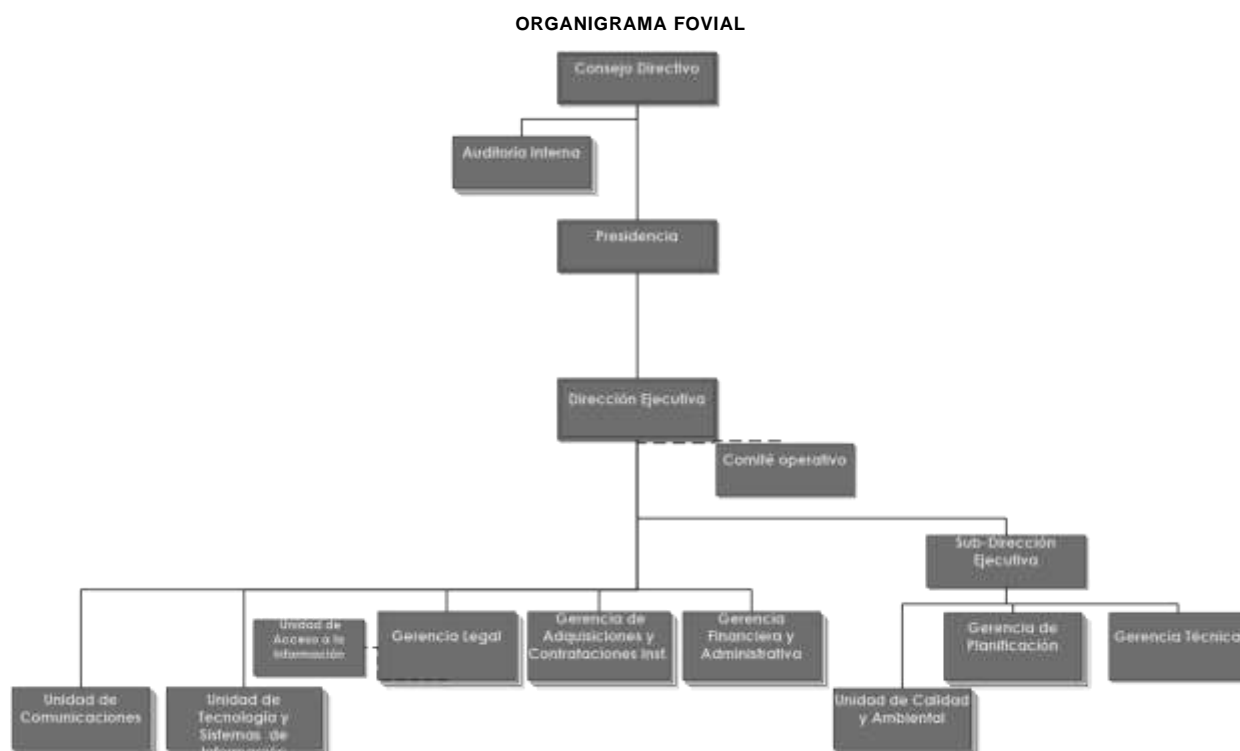 ORGANIGRAMA FOVIAL
Consejo Directivo
Auditoría Interna
Presidencia
Dirección Ejecutiva
Comité operativo
Sub-Dirección
Ejecutiva
Unidad de
Acceso a la
Información
Gerencia Legal
Gerencia de
Adquisiciones y
Contrataciones Inst.
Gerencia
Financiera y
Administrativa
Gerencia de
Planificación
Gerencia Técnica
Unidad de
Comunicaciones
Unidad de
Tecnología y
Sistemas de
Información
Unidad de Calidad
y Ambiental